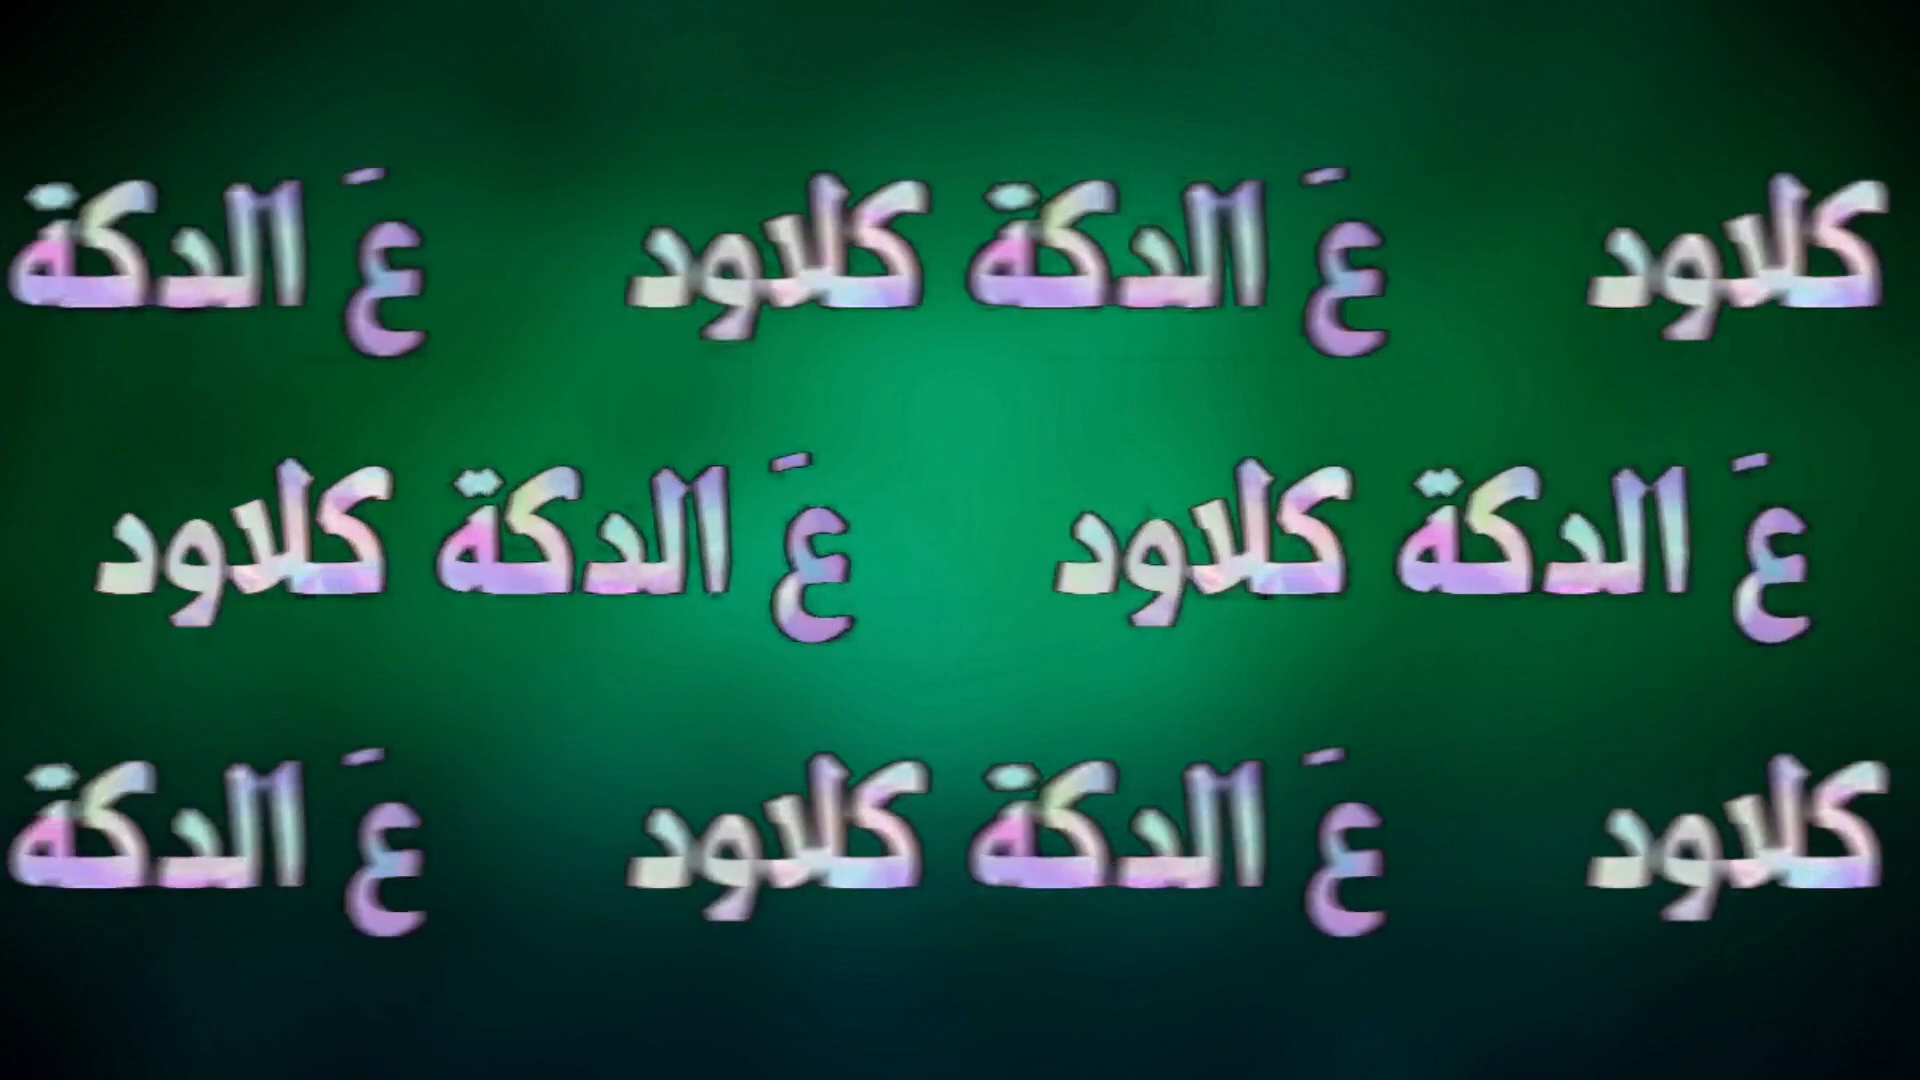 كلاود عَ الدكة كلاود عَ الدكة
عَ الدكة كلاود عَ الدكة كلاود
كلاود عَ الدكة كلاود عَ الدكة